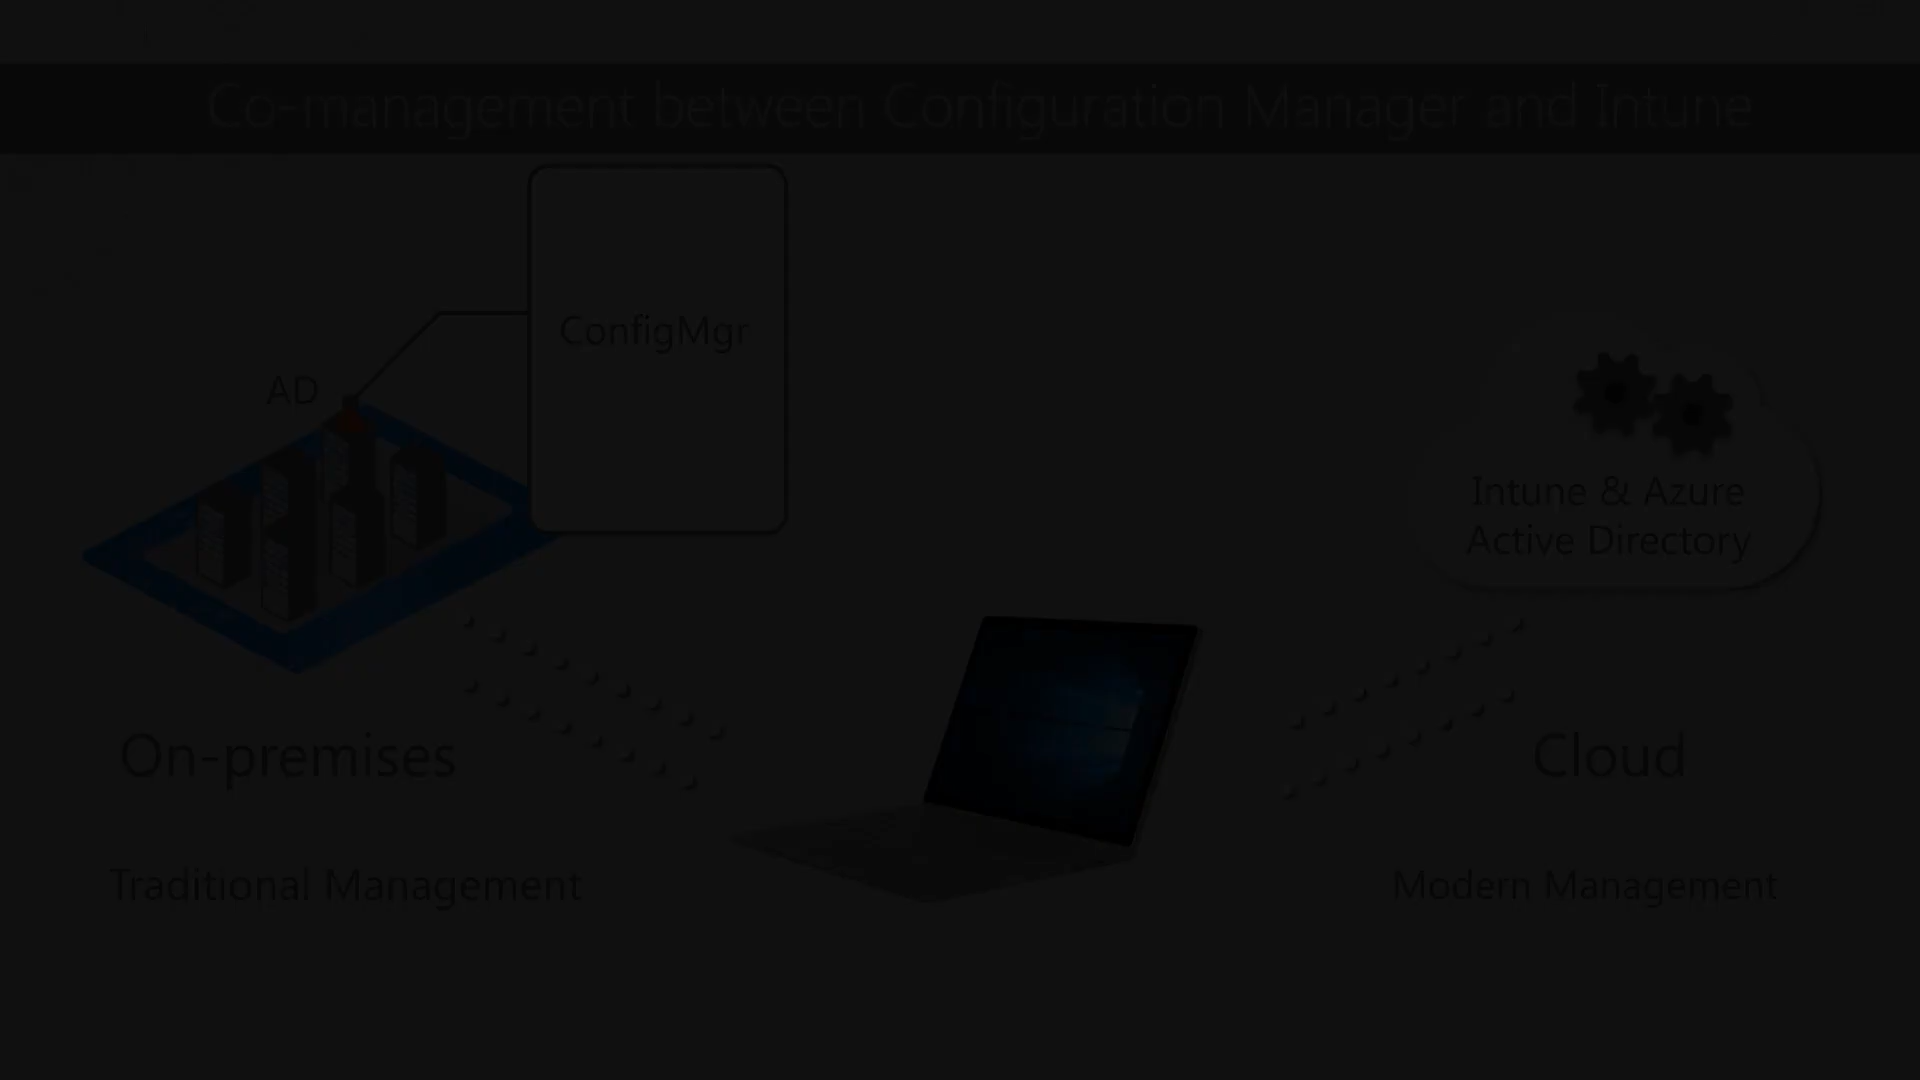 Co-management between Configuration Manager and Intune
ConfigMgr
AD
Intune & Azure
Active Directory
On-premises
Cloud
Traditional Management
Modern Management